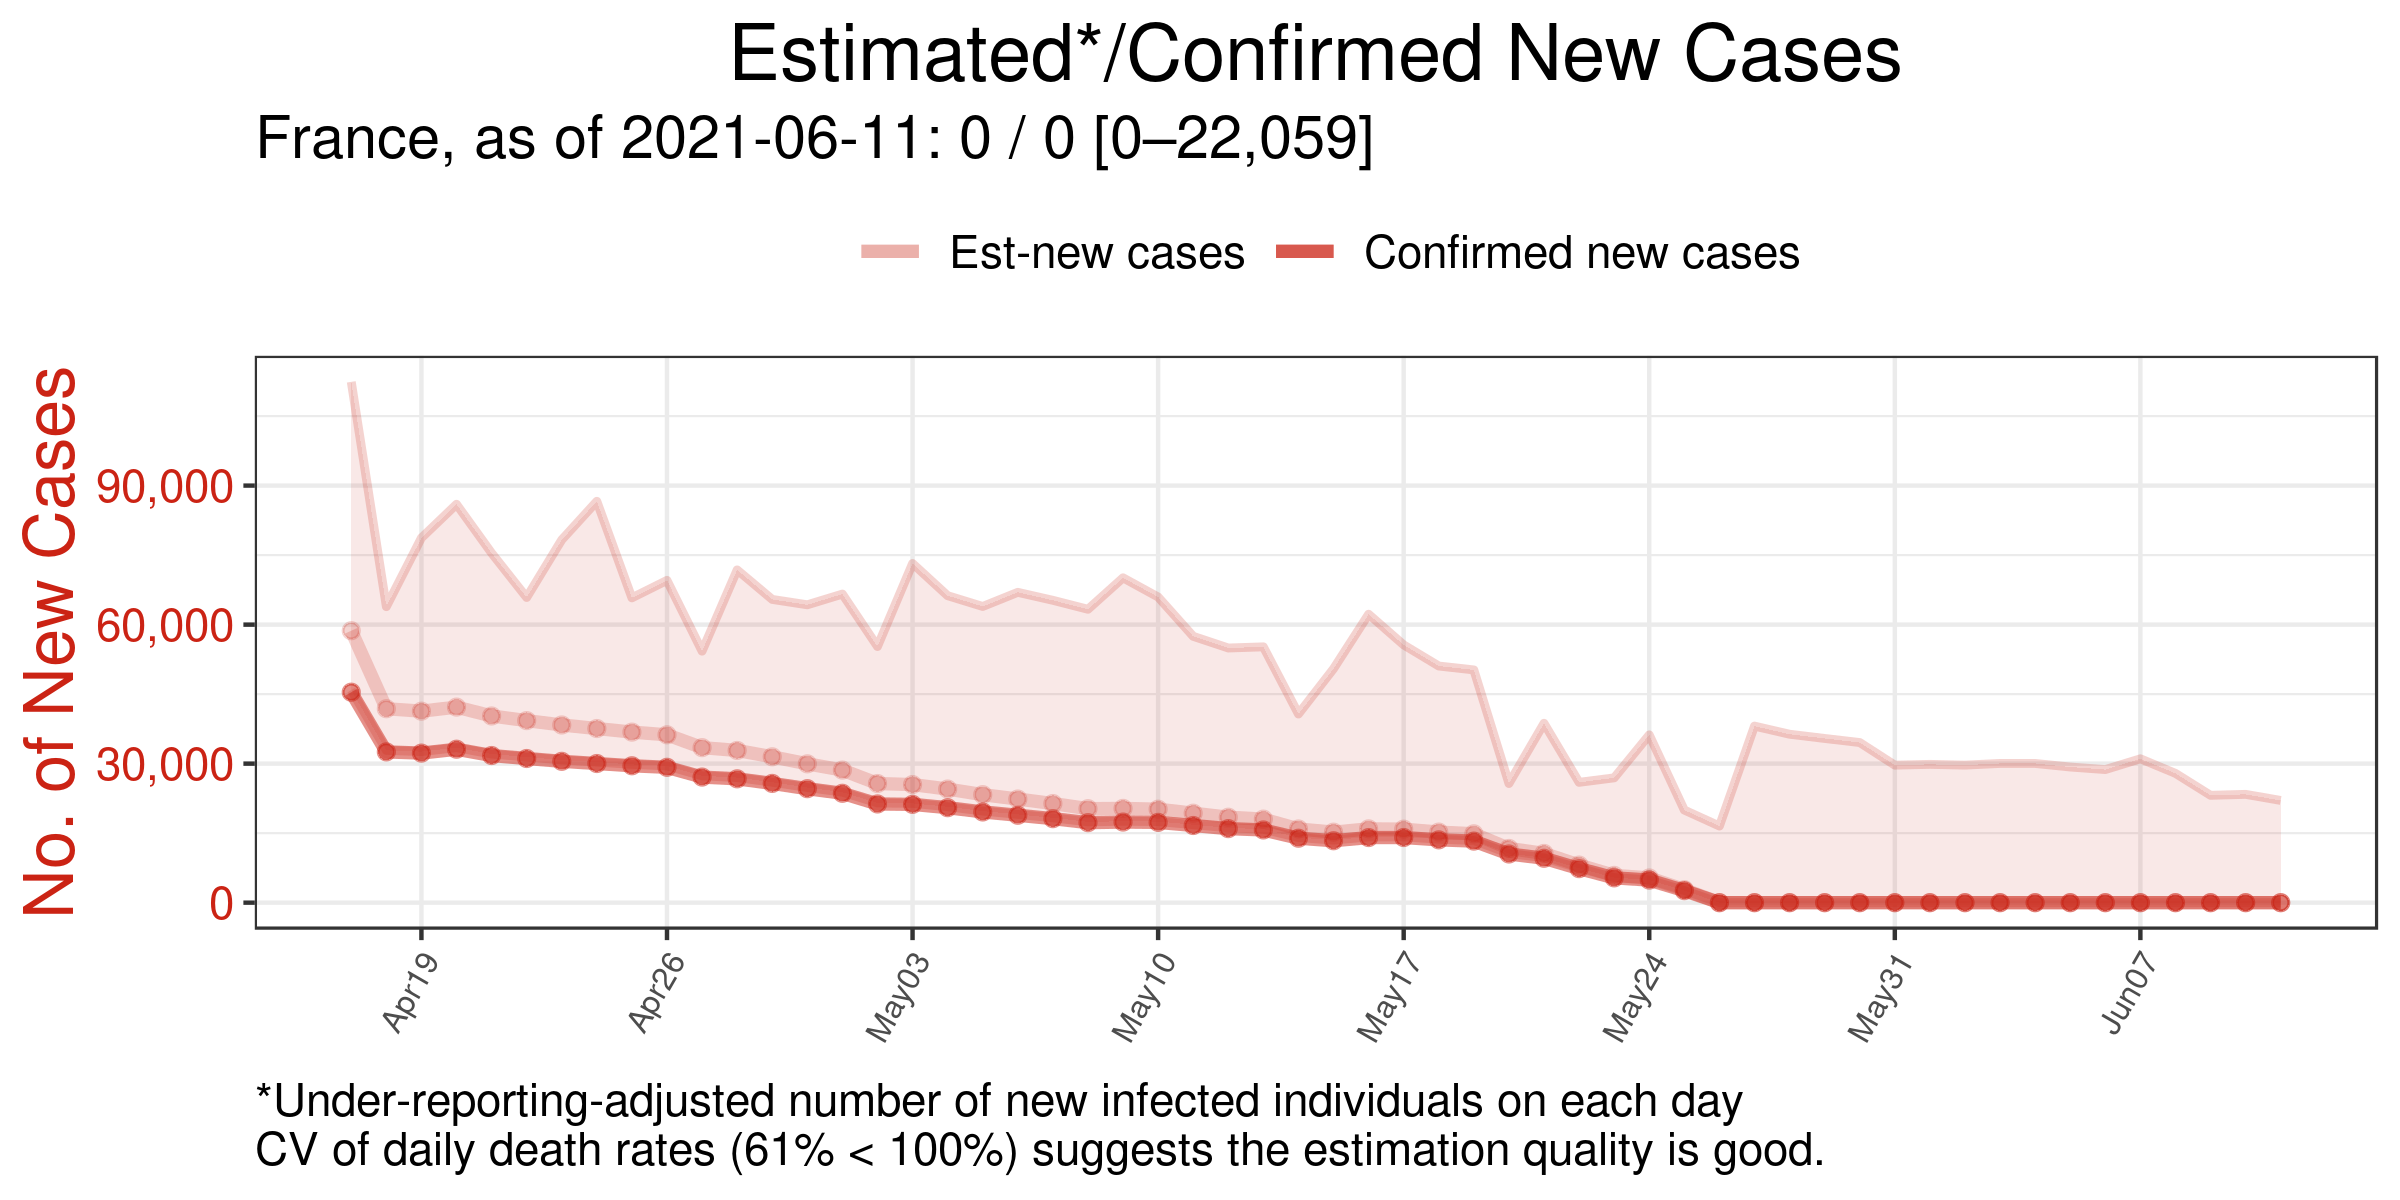 Estimated*/Confirmed New Cases
France, as of 2021-06-11: 0 / 0 [0–22,059]
Est-new cases Confirmed new cases
No. of New Cases
90,000
60,000
30,000
0
Apr19 Apr26 May03 May10 May17 May24 May31 Jun07
*Under-reporting-adjusted number of new infected individuals on each day
CV of daily death rates (61% < 100%) suggests the estimation quality is good.